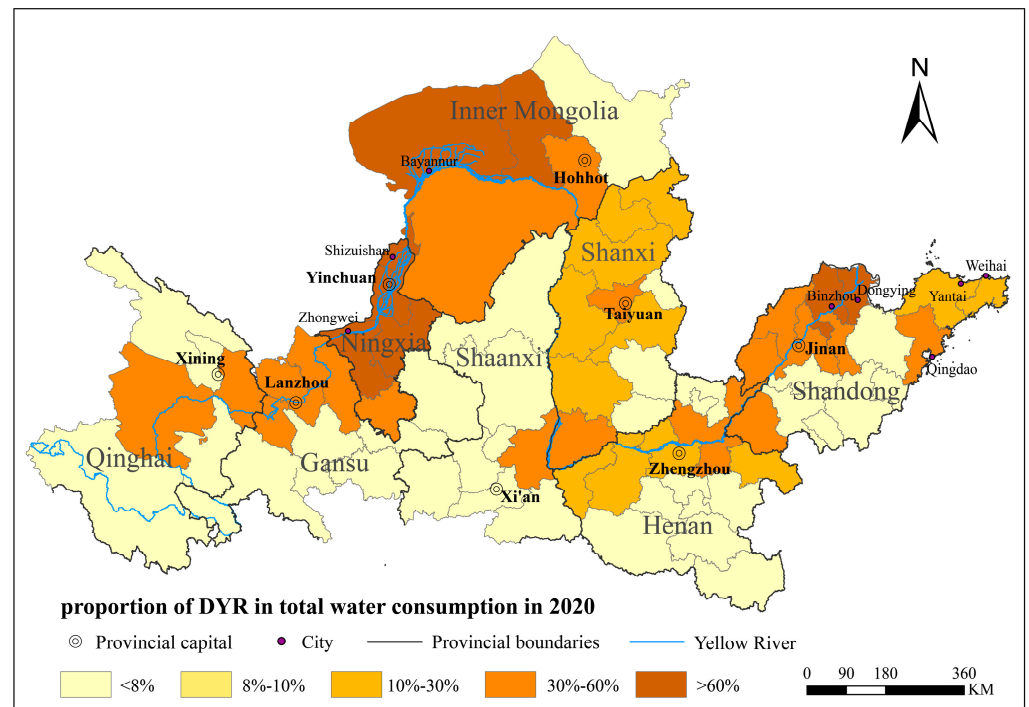 N
Inner Mongolia
Bayannur
Hohhot
Shizuishan
Shanxi
Weihai
Yinchuan
Binzhou
Dongying
Yantai
Zhongwei
Taiyuan
Ningxia
Xining
Shaanxi
Jinan
Qingdao
Lanzhou
Shandong
Qinghai
Gansu
Zhengzhou
Xi'an
Henan
proportion of DYR in total water consumption in 2020
Provincial capital
City
Provincial boundaries
Yellow River
<8%
8%-10%
10%-30%
30%-60%
>60%
0 90 180 360
KM